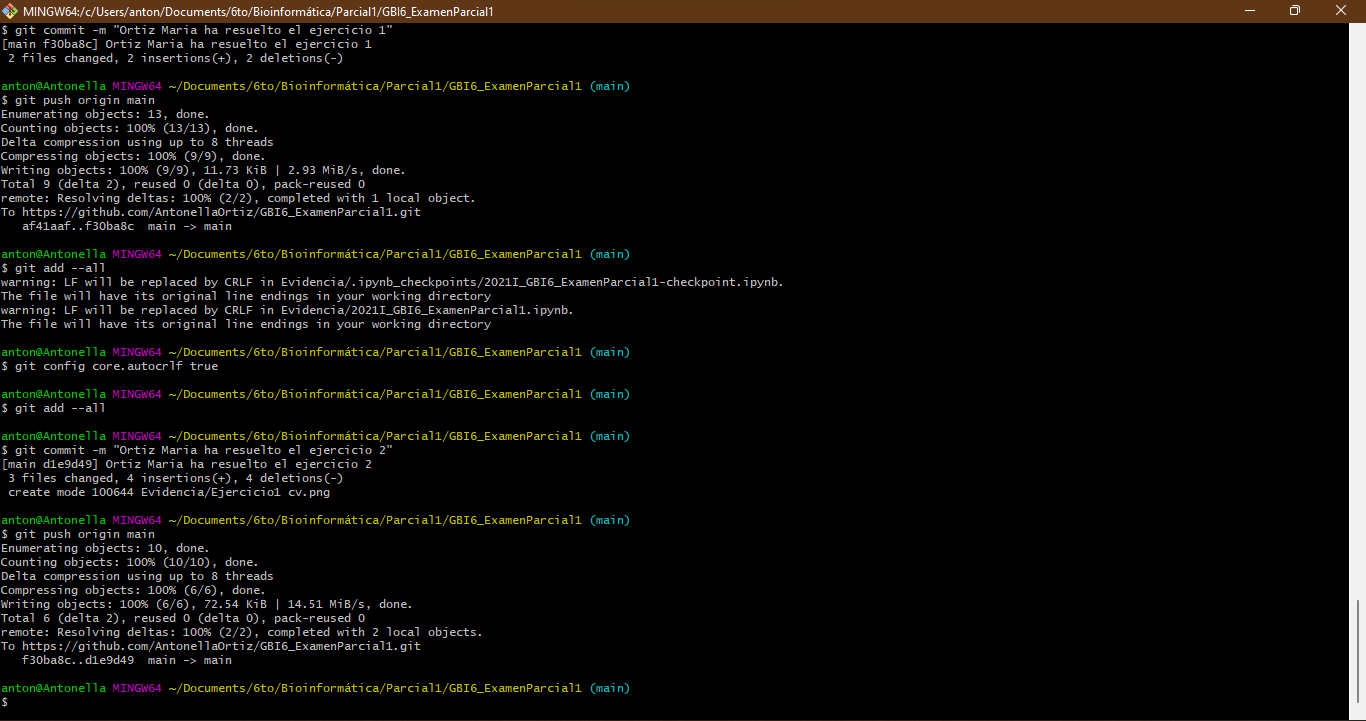 MINGW64:/c/Users/anton/Documents/6to/Bioinformática/Parcial1/GBI6_ExamenParcial1
$ git commit -m "Ortiz Maria ha resuelto el ejercicio 1"
[main f30ba8c] Ortiz Maria ha resuelto el ejercicio 1
 2 files changed, 2 insertions(+), 2 deletions(-)
anton@Antonella MINGW64 ~/Documents/6to/Bioinformática/Parcial1/GBI6_ExamenParcial1 (main)
$ git push origin main
Enumerating objects: 13, done.
Counting objects: 100% (13/13), done.
Delta compression using up to 8 threads
Compressing objects: 100% (9/9), done.
Writing objects: 100% (9/9), 11.73 KiB | 2.93 MiB/s, done.
Total 9 (delta 2), reused 0 (delta 0), pack-reused 0
remote: Resolving deltas: 100% (2/2), completed with 1 local object.
To https://github.com/AntonellaOrtiz/GBI6_ExamenParcial1.git
   af41aaf..f30ba8c  main -> main
anton@Antonella MINGW64 ~/Documents/6to/Bioinformática/Parcial1/GBI6_ExamenParcial1 (main)
$ git add --all
warning: LF will be replaced by CRLF in Evidencia/.ipynb_checkpoints/2021I_GBI6_ExamenParcial1-checkpoint.ipynb.
The file will have its original line endings in your working directory
warning: LF will be replaced by CRLF in Evidencia/2021I_GBI6_ExamenParcial1.ipynb.
The file will have its original line endings in your working directory
anton@Antonella MINGW64 ~/Documents/6to/Bioinformática/Parcial1/GBI6_ExamenParcial1 (main)
$ git config core.autocrlf true
anton@Antonella MINGW64 ~/Documents/6to/Bioinformática/Parcial1/GBI6_ExamenParcial1 (main)
$ git add --all
anton@Antonella MINGW64 ~/Documents/6to/Bioinformática/Parcial1/GBI6_ExamenParcial1 (main)
$ git commit -m "Ortiz Maria ha resuelto el ejercicio 2"
[main d1e9d49] Ortiz Maria ha resuelto el ejercicio 2
 3 files changed, 4 insertions(+), 4 deletions(-)
 create mode 100644 Evidencia/Ejercicio1 cv.png
anton@Antonella MINGW64 ~/Documents/6to/Bioinformática/Parcial1/GBI6_ExamenParcial1 (main)
$ git push origin main
Enumerating objects: 10, done.
Counting objects: 100% (10/10), done.
Delta compression using up to 8 threads
Compressing objects: 100% (6/6), done.
Writing objects: 100% (6/6), 72.54 KiB | 14.51 MiB/s, done.
Total 6 (delta 2), reused 0 (delta 0), pack-reused 0
remote: Resolving deltas: 100% (2/2), completed with 2 local objects.
To https://github.com/AntonellaOrtiz/GBI6_ExamenParcial1.git
   f30ba8c..d1e9d49  main -> main
anton@Antonella MINGW64 ~/Documents/6to/Bioinformática/Parcial1/GBI6_ExamenParcial1 (main)
$